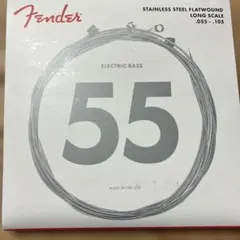 Fender
STAINLESS STEEL FLATWOUND
LONG SCALE
.055 - .105
ELECTRIC BASS
55
MADE IN THE USA